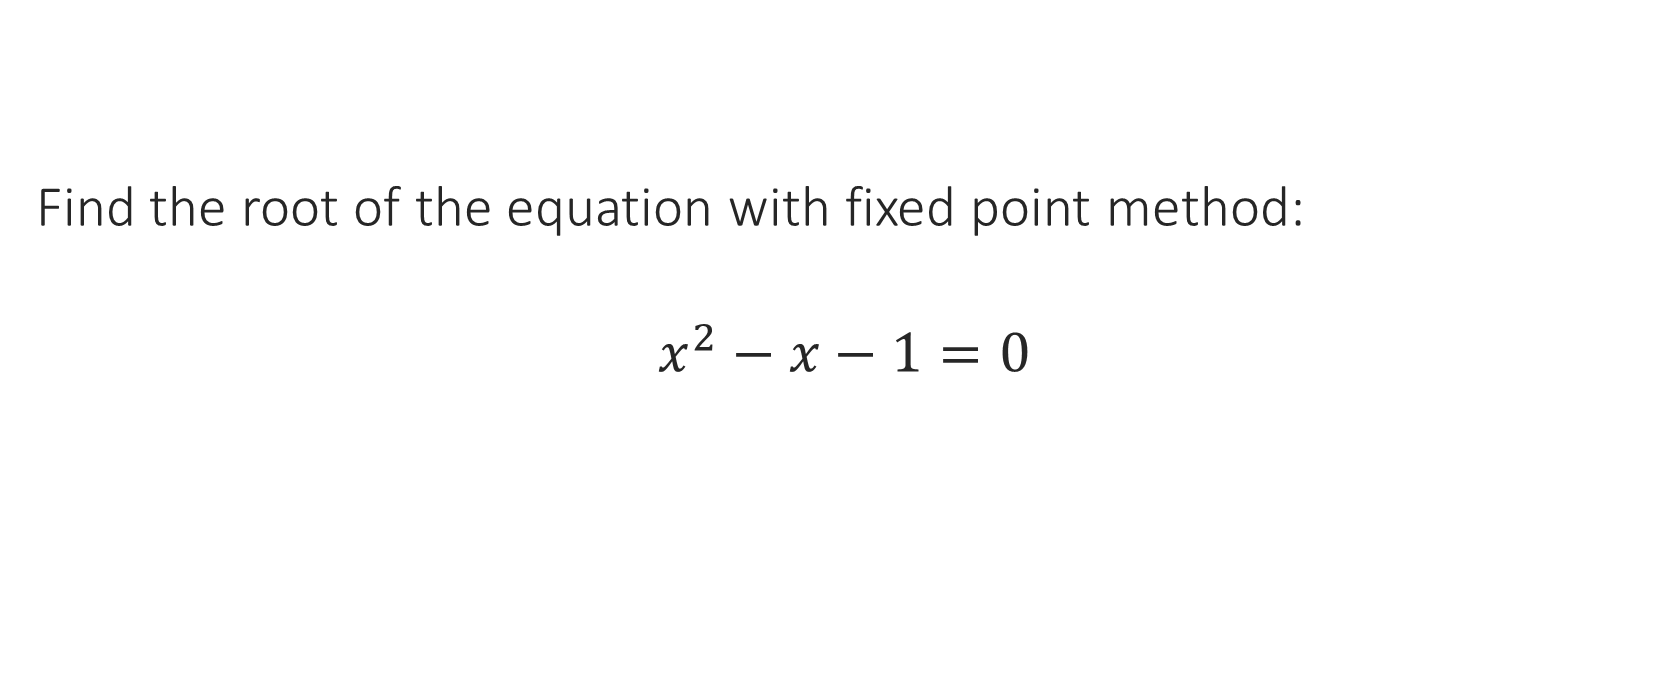 Find the root of the equation with fixed point method:
x² − x − 1 = 0